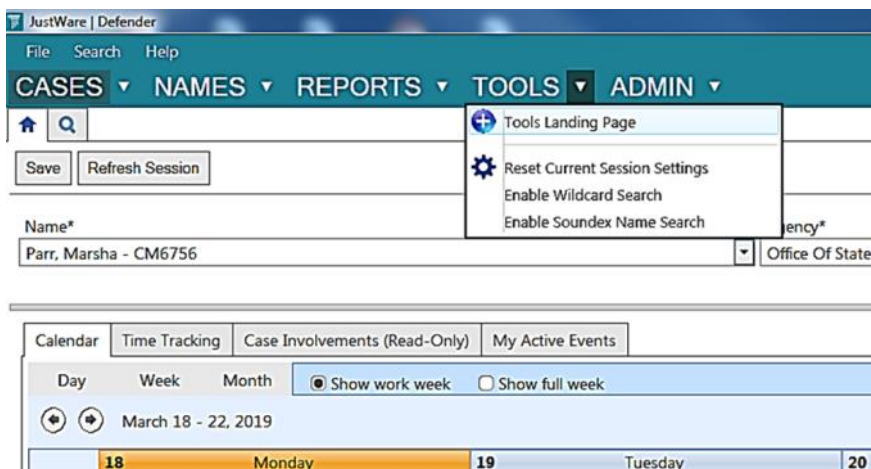 JustWare | Defender
File Search Help
CASES NAMES REPORTS TOOLS ADMIN
Tools Landing Page
Save Refresh Session
Reset Current Session Settings
Enable Wildcard Search
Enable Soundex Name Search
Name* ency*
Parr, Marsha - CM6756 Office Of State
Calendar Time Tracking Case Involvements (Read-Only) My Active Events
Day Week Month Show work week Show full week
March 18 - 22, 2019
18 Monday 19 Tuesday 20